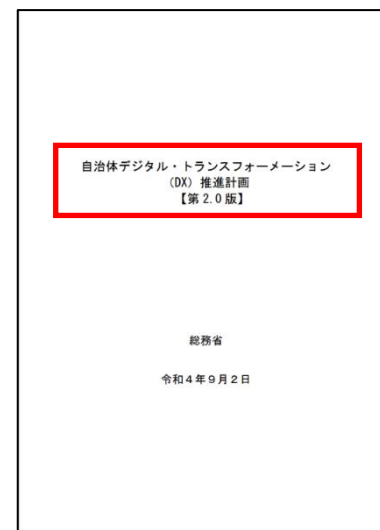 自治体デジタル・トランスフォーメーション
（DX）推進計画
【第2.0版】
総務省
令和４年９月２日